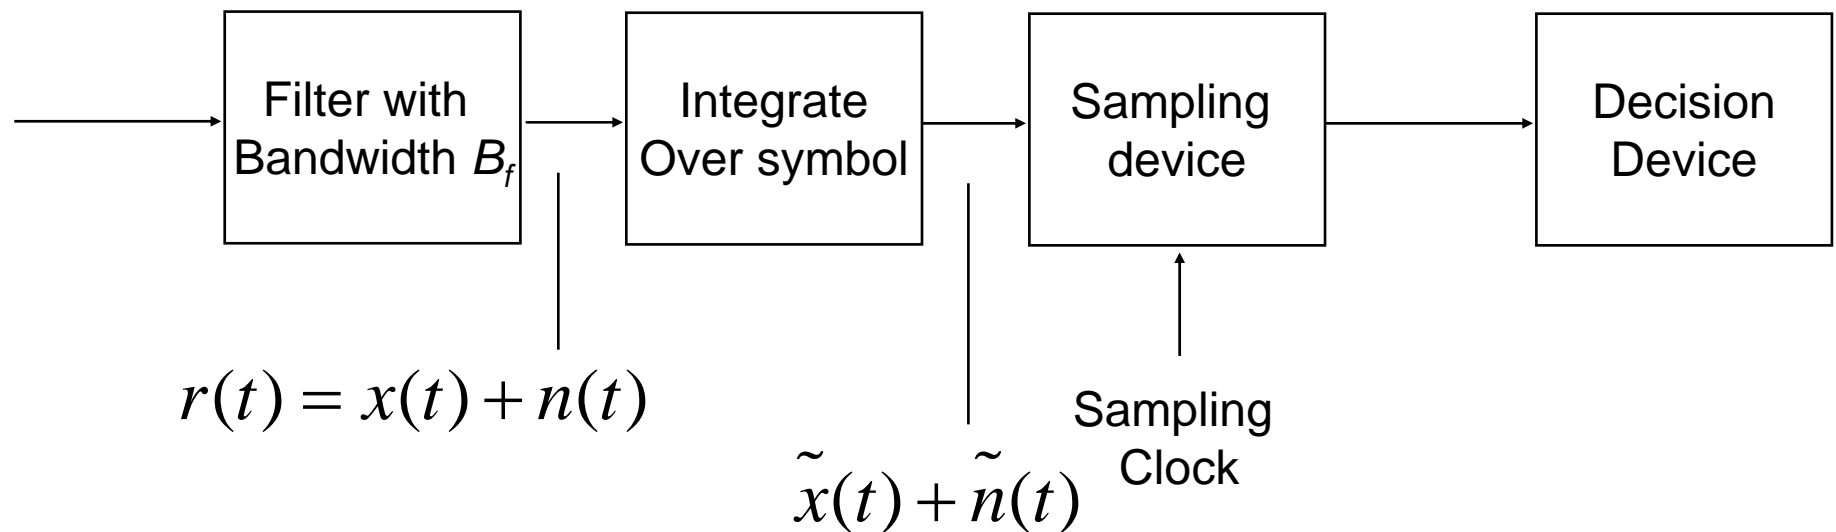 Filter with
Bandwidth B_f
Integrate
Over symbol
Sampling
device
Decision
Device
r(t) = x(t) + n(t)
x̃(t) + ñ(t)
Sampling
Clock